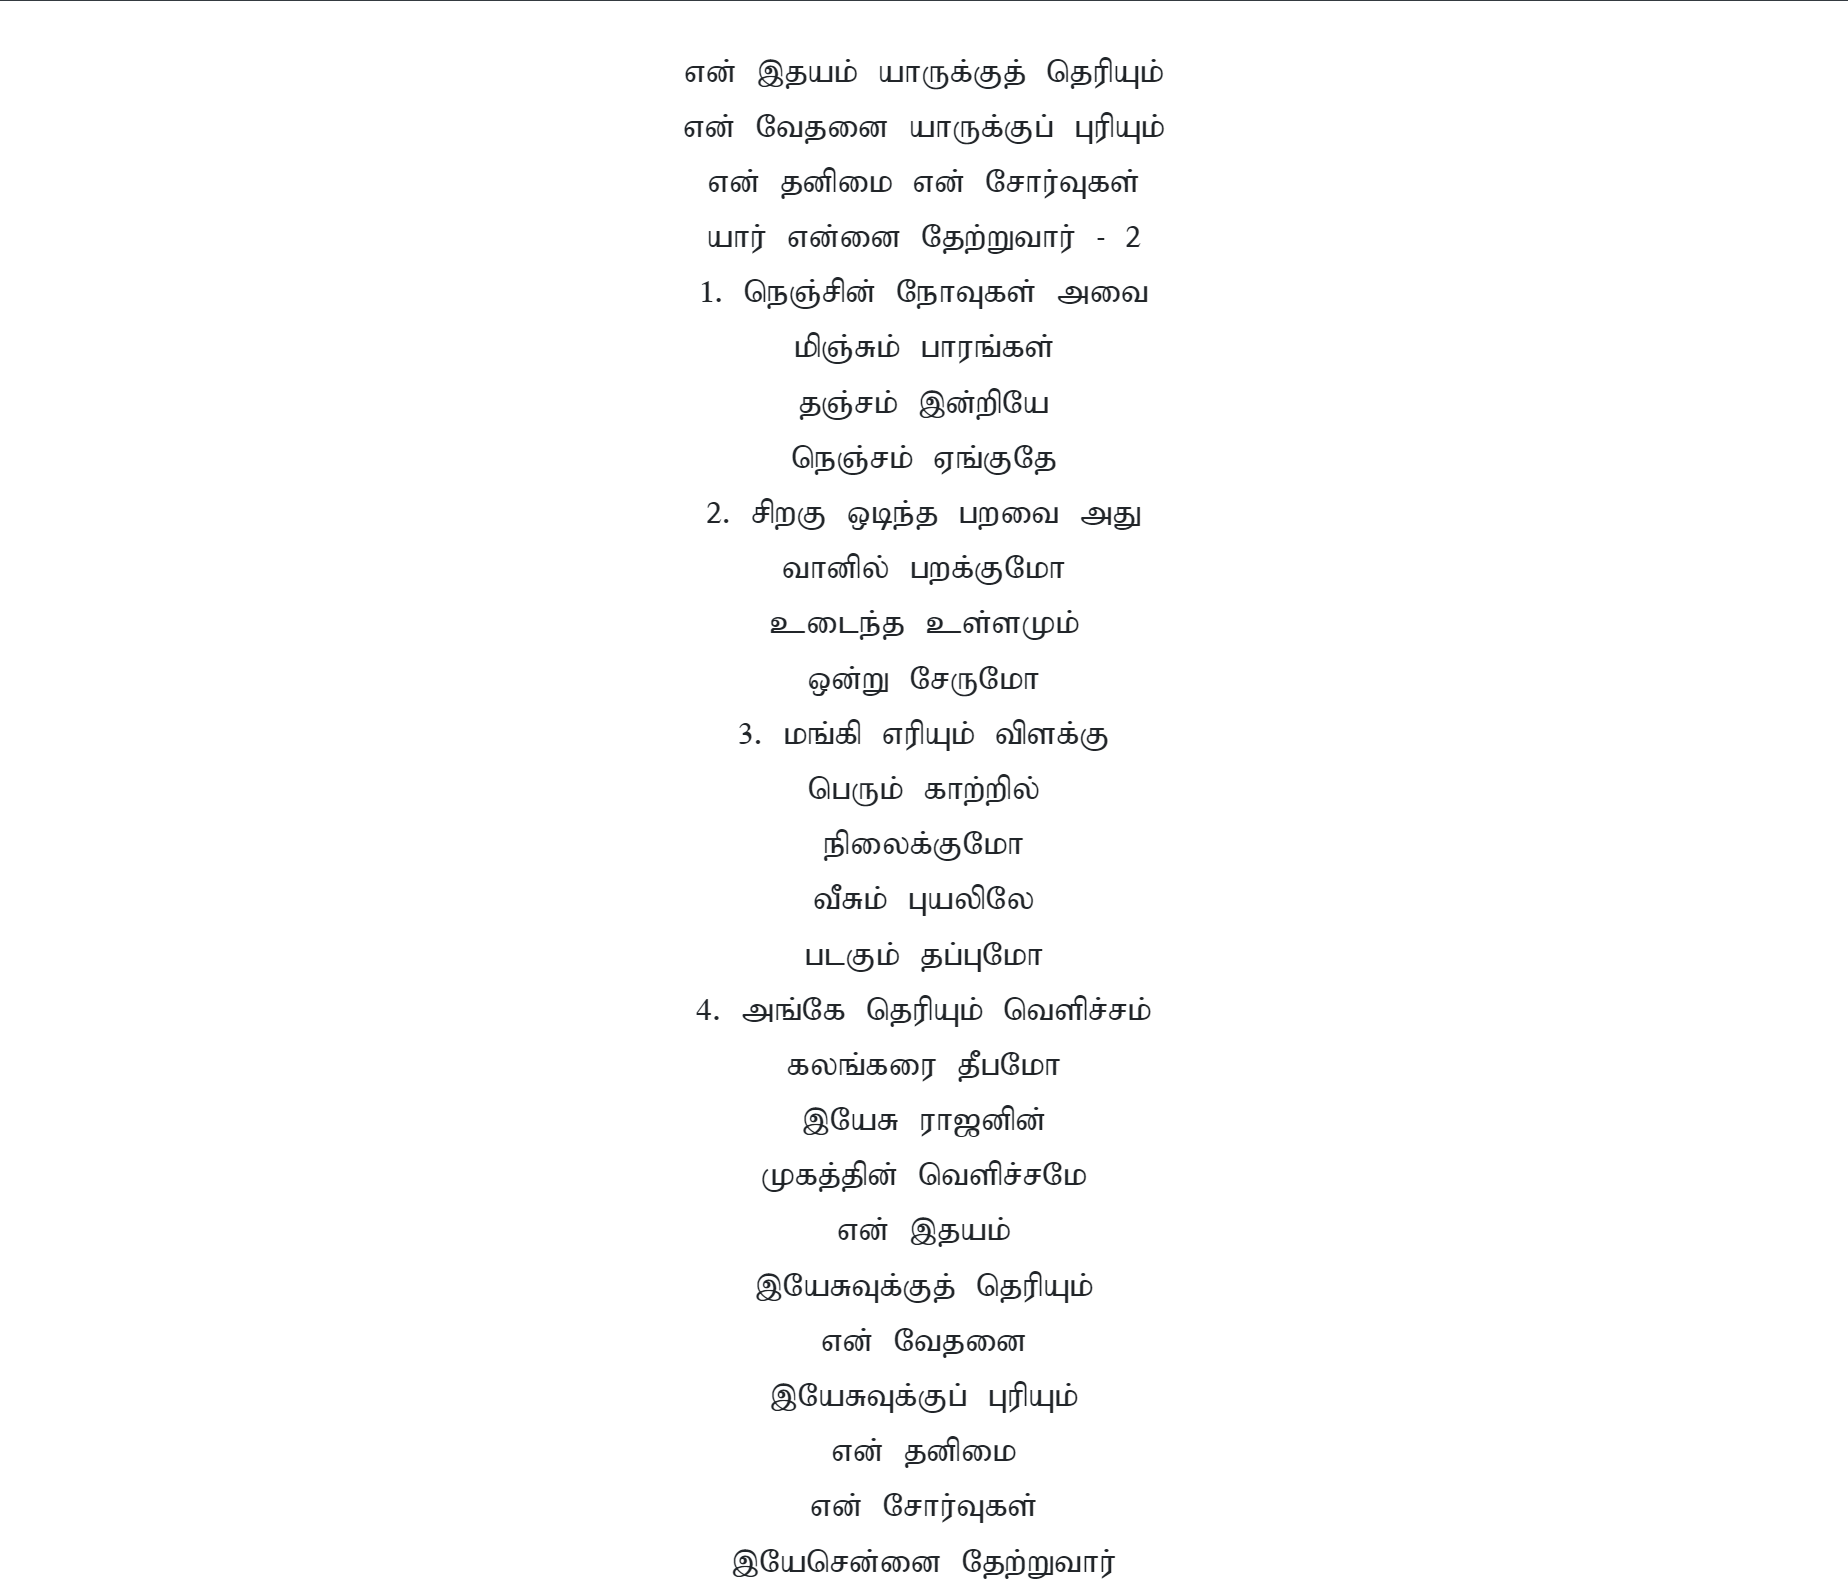 என் இதயம் யாருக்குத் தெரியும்
என் வேதனை யாருக்குப் புரியும்
என் தனிமை என் சோர்வுகள்
யார் என்னை தேற்றுவார் - 2
1. நெஞ்சின் நோவுகள் அவை
மிஞ்சும் பாரங்கள்
தஞ்சம் இன்றியே
நெஞ்சம் ஏங்குதே
2. சிறகு ஒடிந்த பறவை அது
வானில் பறக்குமோ
உடைந்த உள்ளமும்
ஒன்று சேருமோ
3. மங்கி எரியும் விளக்கு
பெரும் காற்றில்
நிலைக்குமோ
வீசும் புயலிலே
படகும் தப்புமோ
4. அங்கே தெரியும் வெளிச்சம்
கலங்கரை தீபமோ
இயேசு ராஜனின்
முகத்தின் வெளிச்சமே
என் இதயம்
இயேசுவுக்குத் தெரியும்
என் வேதனை
இயேசுவுக்குப் புரியும்
என் தனிமை
என் சோர்வுகள்
இயேசென்னை தேற்றுவார்